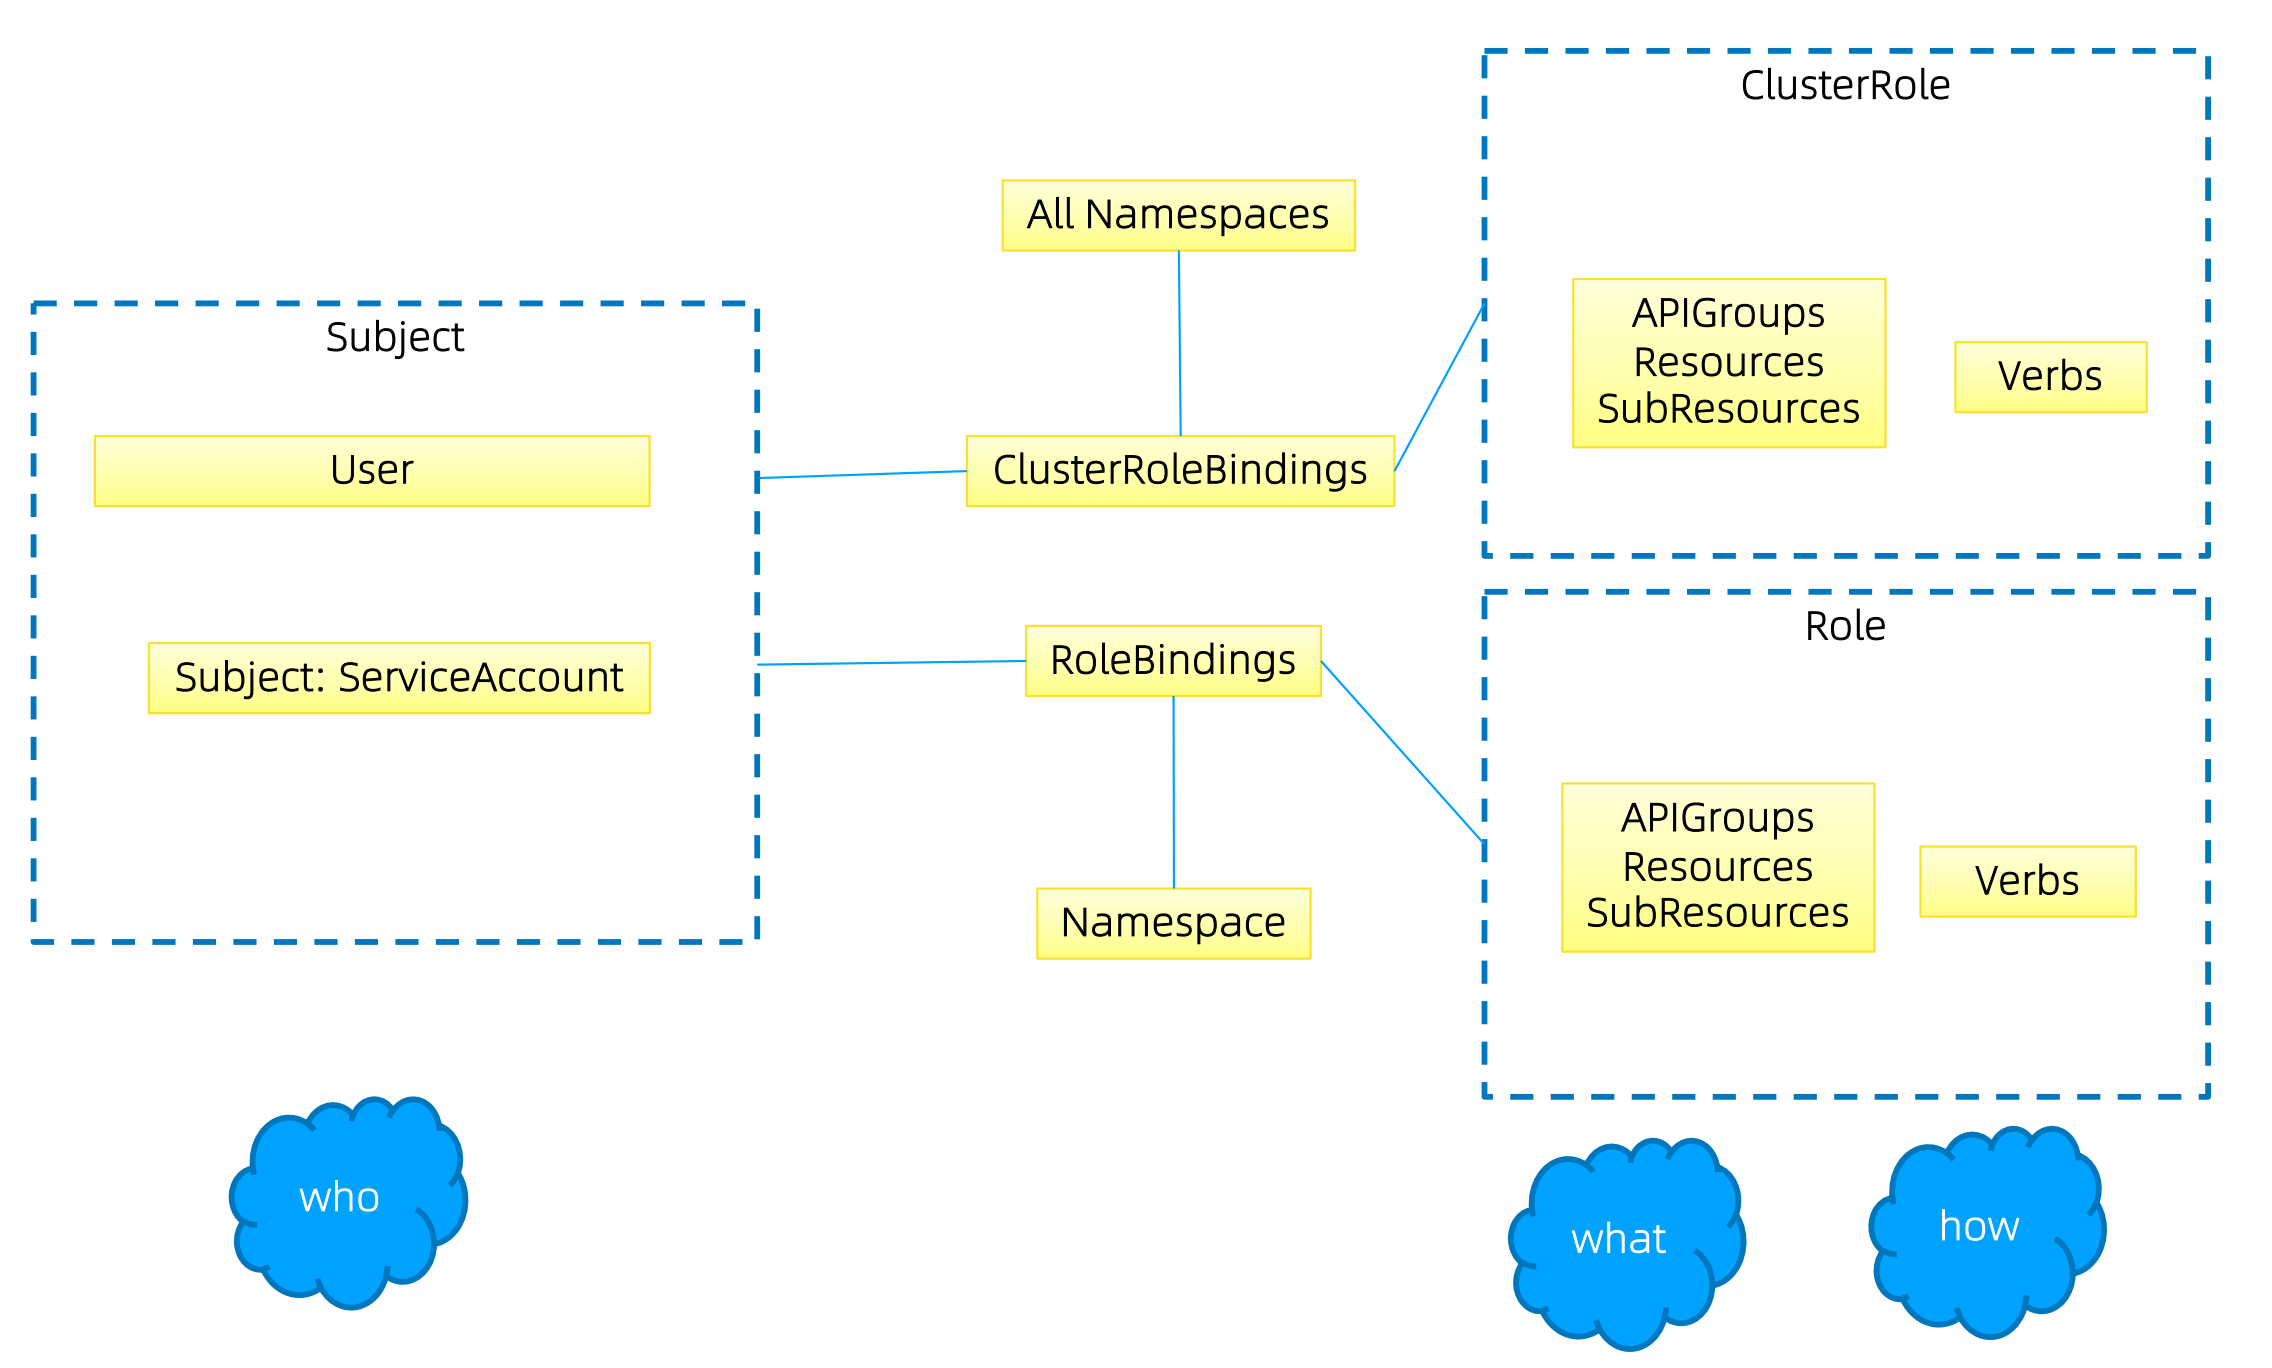 ClusterRole
All Namespaces
APIGroups
Resources
SubResources
Verbs
Subject
User
ClusterRoleBindings
Subject: ServiceAccount
RoleBindings
Role
Namespace
APIGroups
Resources
SubResources
Verbs
who
what
how